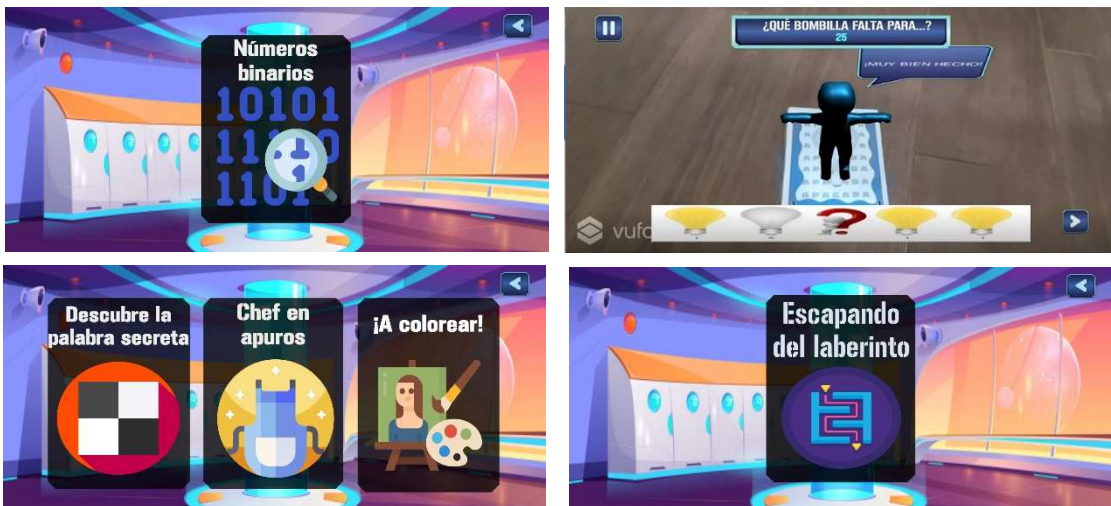 Números
binarios
10101
¿QUÉ BOMBILLA FALTA PARA...?
25
¡MUY BIEN HECHO!
vufo
Descubre la
palabra secreta
Chef en
apuros
¡A colorear!
Escapando
del laberinto